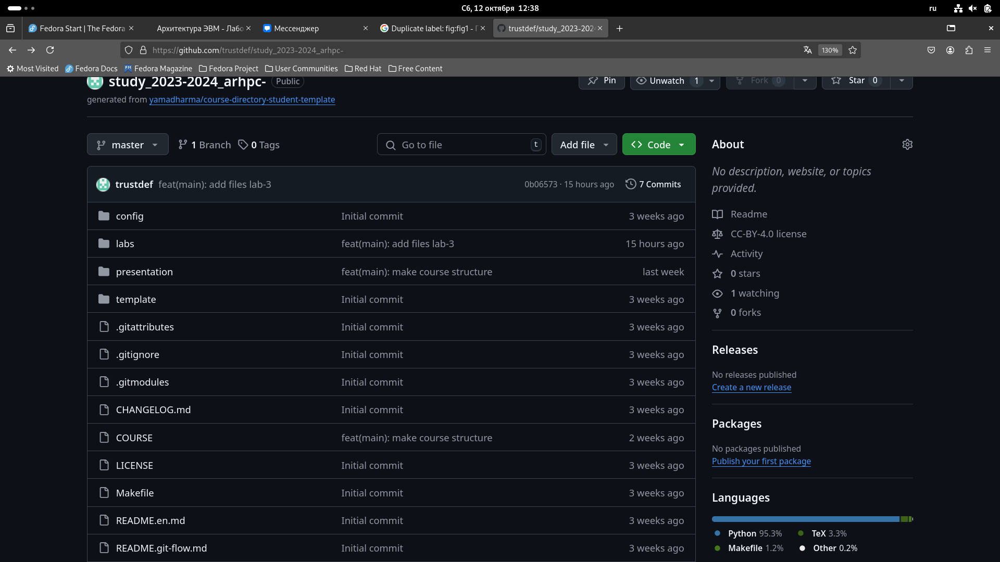 Сб, 12 октября 12:38
ru
Fedora Start | The Fedora
Архитектура ЭВМ - Лабо
Мессенджер
Duplicate label: fig:fig1 - П
trustdef/study_2023-202
https://github.com/trustdef/study_2023-2024_arhpc-
130%
Most Visited
Fedora Docs
Fedora Magazine
Fedora Project
User Communities
Red Hat
Free Content
study_2023-2024_arhpc- Public
Pin
Unwatch 1
Fork 0
Star 0
generated from yamadharma/course-directory-student-template
master
1 Branch
0 Tags
Go to file t
Add file
Code
trustdef feat(main): add files lab-3 0b06573 · 15 hours ago 7 Commits
config Initial commit 3 weeks ago
labs feat(main): add files lab-3 15 hours ago
presentation feat(main): make course structure last week
template Initial commit 3 weeks ago
.gitattributes Initial commit 3 weeks ago
.gitignore Initial commit 3 weeks ago
.gitmodules Initial commit 3 weeks ago
CHANGELOG.md Initial commit 3 weeks ago
COURSE feat(main): make course structure 2 weeks ago
LICENSE Initial commit 3 weeks ago
Makefile Initial commit 3 weeks ago
README.en.md Initial commit 3 weeks ago
README.git-flow.md Initial commit 3 weeks ago
About
No description, website, or topics
provided.
Readme
CC-BY-4.0 license
Activity
0 stars
1 watching
0 forks
Releases
No releases published
Create a new release
Packages
No packages published
Publish your first package
Languages
Python 95.3%
TeX 3.3%
Makefile 1.2%
Other 0.2%